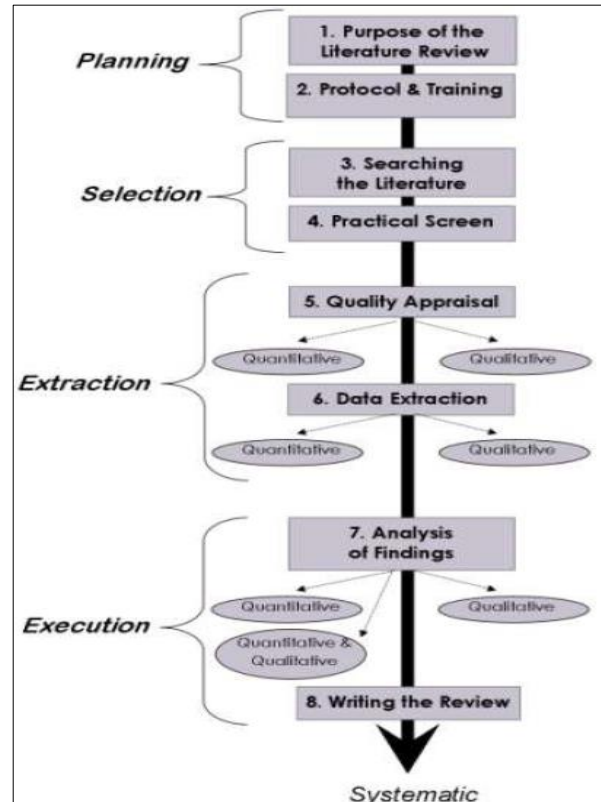 Planning
1. Purpose of the
Literature Review
2. Protocol & Training
Selection
3. Searching
the Literature
4. Practical Screen
Extraction
5. Quality Appraisal
Quantitative
Qualitative
6. Data Extraction
Quantitative
Qualitative
Execution
7. Analysis
of Findings
Quantitative
Qualitative
Quantitative &
Qualitative
8. Writing the Review
Systematic